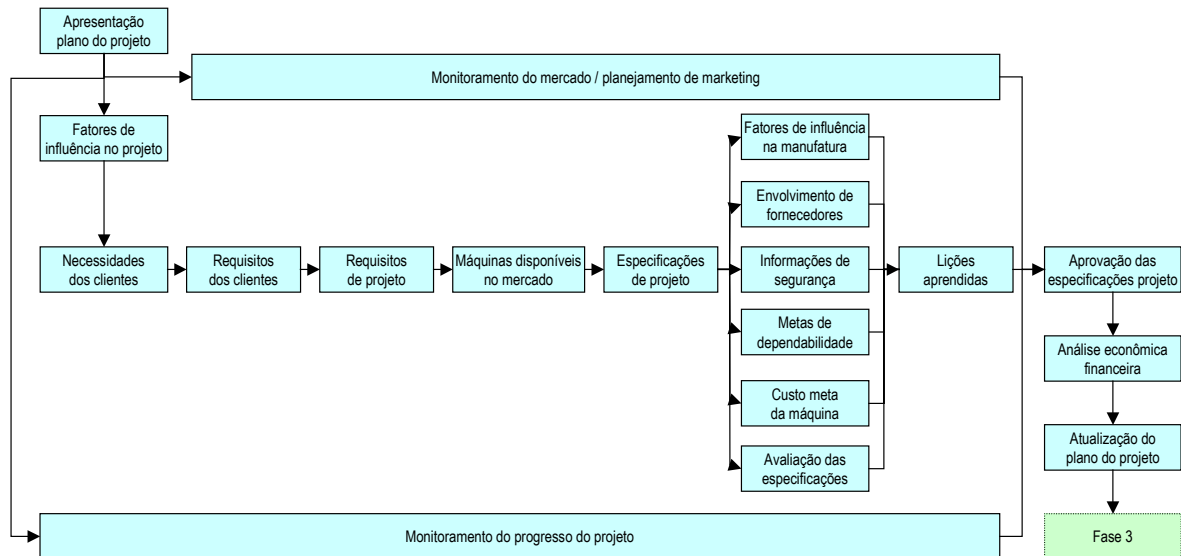 Apresentação
plano do projeto
Monitoramento do mercado / planejamento de marketing
Fatores de
influência no projeto
Fatores de influência
na manufatura
Envolvimento de
fornecedores
Necessidades
dos clientes
Requisitos
dos clientes
Requisitos
de projeto
Máquinas disponíveis
no mercado
Especificações
de projeto
Informações de
segurança
Lições
aprendidas
Aprovação das
especificações projeto
Metas de
dependabilidade
Análise econômica
financeira
Custo meta
da máquina
Atualização do
plano do projeto
Avaliação das
especificações
Monitoramento do progresso do projeto
Fase 3